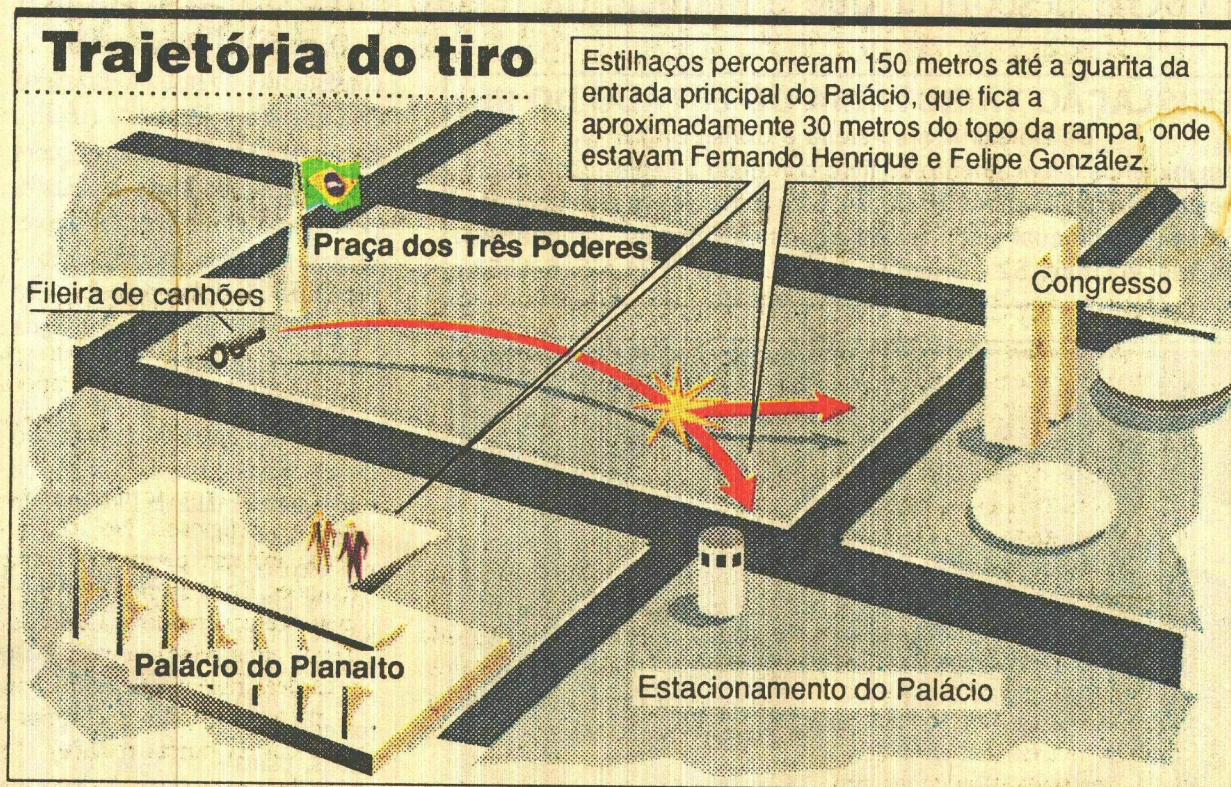 Trajetória do tiro
Estilhaços percorreram 150 metros até a guarita da
entrada principal do Palácio, que fica a
aproximadamente 30 metros do topo da rampa, onde
estavam Fernando Henrique e Felipe González.
Praça dos Três Poderes
Fileira de canhões
Congresso
Palácio do Planalto
Estacionamento do Palácio